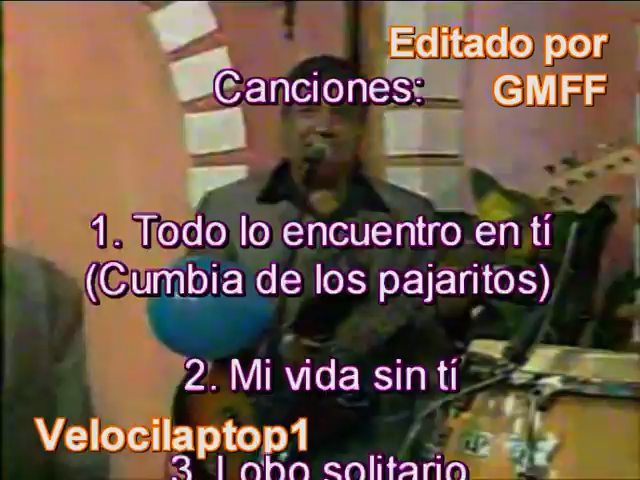 Editado por
GMFF
Canciones:
1. Todo lo encuentro en tí
(Cumbia de los pajaritos)
2. Mi vida sin tí
Velocilaptop1
3. Lobo solitario